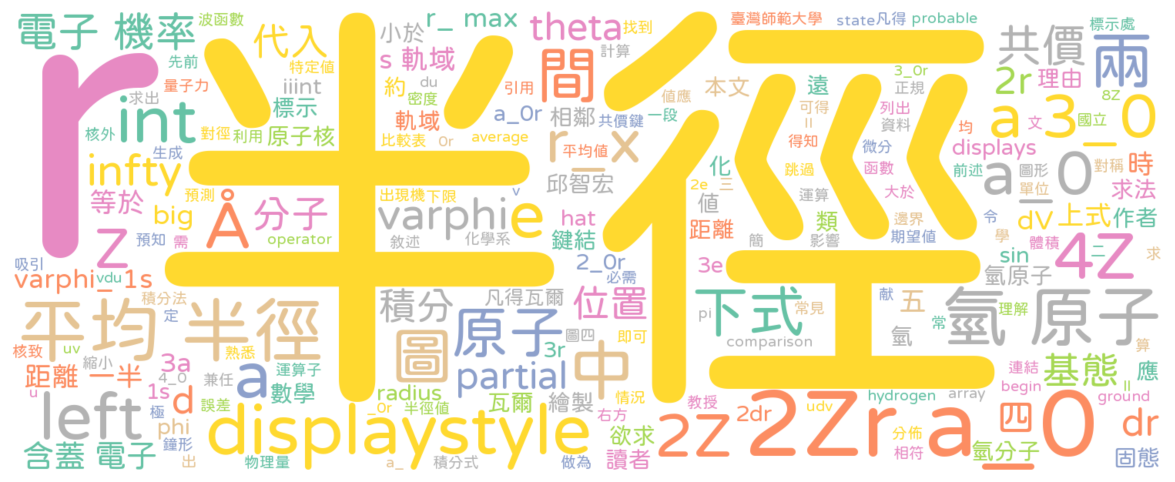 電子 機率 波函數 代入 小於 r_ max theta 找到 臺灣師範大學 state 凡得 probable 標示處
先前 特定值 s 軌域 間 計算 共價 兩
量子力 iiint 約 du 引用 值應 本文 遠 3_0r 正規 2r 理由 8Z
r 求出 int 標示 密度 a_0r 相鄰 共價鍵 一段 可得 列出 a_0 3_0 文 國立
核外 對徑 利用 原子核 軌域 比較表 0r average 得知 資料 微分 均
半徑
infty 生成 r_x 平均值 化 跳過 函數 displays 時
等於 預測 出現機 下限 v 邱智宏 2e 三 值 運算 大於 前述 圖形 單位 對稱 求法
big Å 分子 varphi e 類 邊界 dV 上式 作者
z 預知 需 operator 敘述 化學系 hat 鍵結 距離 簡 影響 期望值 令 學 體積 二
吸引 varphi_ vdu 1s 2_0r 必需 3e sin 氫原子 4Z 求
積分法 定 積分 凡得瓦爾 位置 下式 常見 献 五 常 理解 氫 原子
平均 半徑 圖 原子 中 pi 氫 算
核致 uv 熟悉 圖四 即可 comparison
距離 一半 縮小 3a 4_0 運算子 3r partial 連結 基態 應
u 兼任 1s d a 數學 radius 瓦爾 繪製 情況 教授 hydrogen array begin ll ground
left 極 phi 誤差 _0r 半徑值 右方 2Z 2dr udv 2Zr a_0 四 dr
含蓋 電子 鐘形 displaystyle 欲求 分佈
出 物理量 a_ 積分式 做為 讀者 相符 氫分子 固態